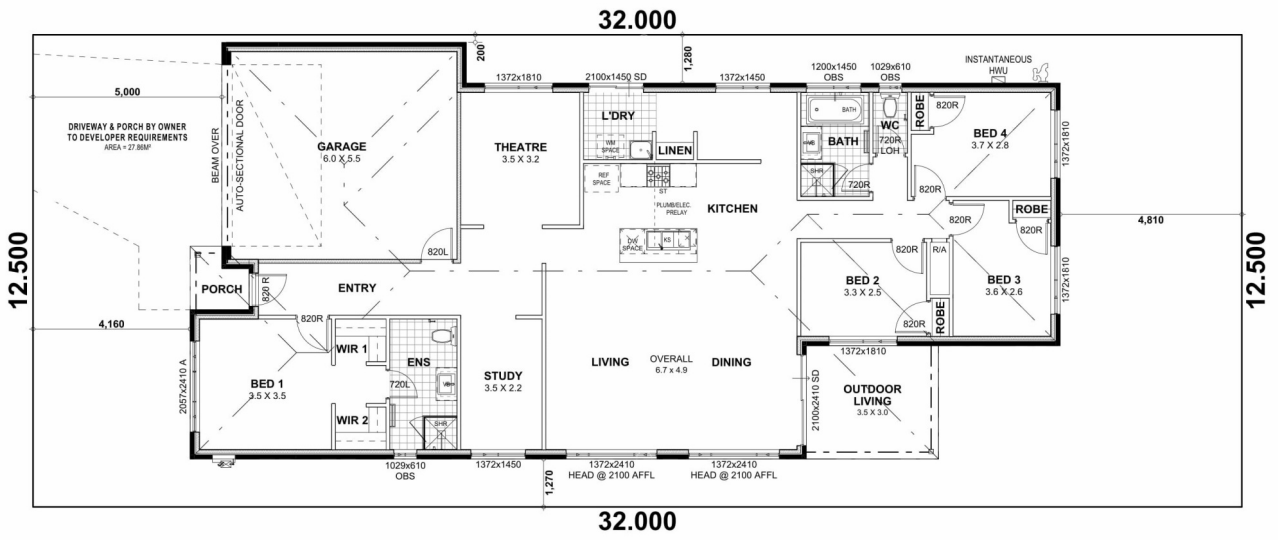 32.000
200
1,280
INSTANTANEOUS
HWU
1372x1810
2100x1450 SD
1372x1450
1200x1450
OBS
1029x610
OBS
5,000
DRIVEWAY & PORCH BY OWNER
TO DEVELOPER REQUIREMENTS
AREA = 27.86M²
BEAM OVER
AUTO-SECTIONAL DOOR
GARAGE
6.0 X 5.5
820L
THEATRE
3.5 X 3.2
L'DRY
WM
SPACE
LINEN
REF
SPACE
ST
PLUMB/ELEC.
PRELAY
KITCHEN
DW
SPACE
KS
BATH
BATH
VB
SHR
720R
WC
720R
LOH
ROBE
820R
BED 4
3.7 X 2.8
1372x1810
820R
820R
ROBE
820R
4,810
12.500
12.500
PORCH
820 R
ENTRY
820R
4,160
820R
R/A
BED 2
3.3 X 2.5
BED 3
3.6 X 2.6
1372x1810
820R
ROBE
1372x1810
WIR 1
ENS
720L
VB
SHR
WIR 2
BED 1
3.5 X 3.5
2057x2410 A
STUDY
3.5 X 2.2
LIVING
OVERALL
6.7 x 4.9
DINING
2100x2410 SD
OUTDOOR
LIVING
3.5 X 3.0
1029x610
OBS
1372x1450
1,270
1372x2410
HEAD @ 2100 AFFL
1372x2410
HEAD @ 2100 AFFL
32.000